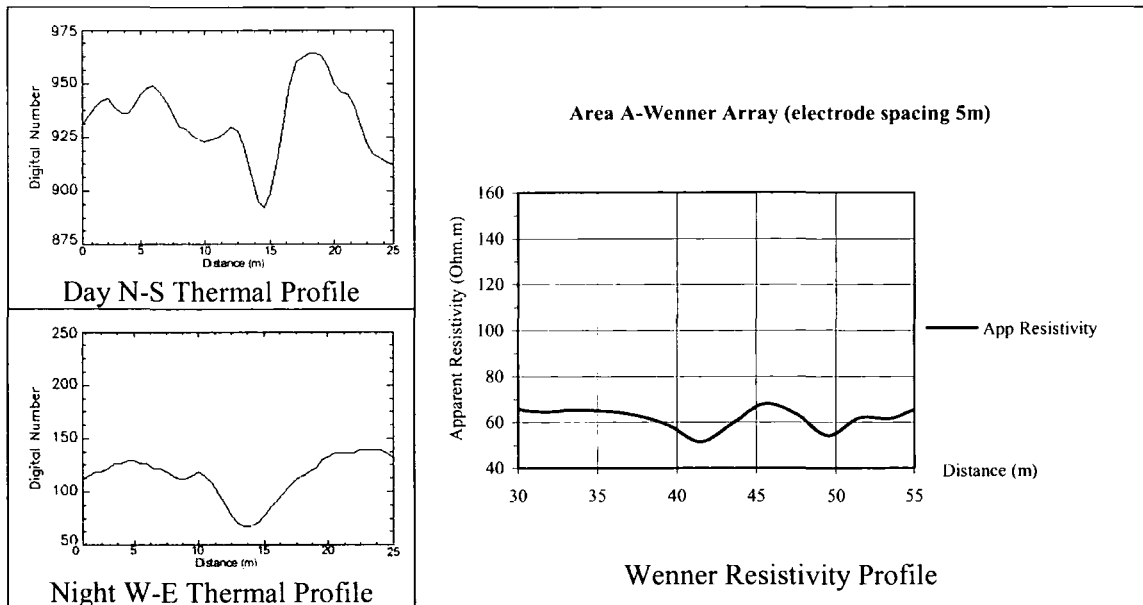 975
950
925
900
875
Digital Number
0 5 10 15 20 25
Distance (m)
Day N-S Thermal Profile
250
200
150
100
50
Digital Number
0 5 10 15 20 25
Distance (m)
Night W-E Thermal Profile
Area A-Wenner Array (electrode spacing 5m)
160
140
120
100
80
60
40
Apparent Resistivity (Ohm.m)
App Resistivity
Distance (m)
30 35 40 45 50 55
Wenner Resistivity Profile